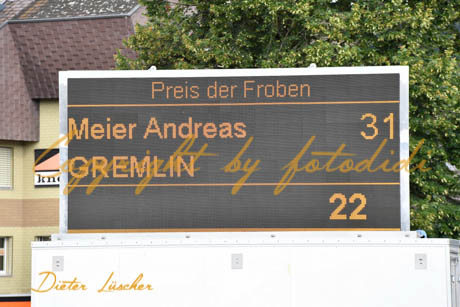 Preis der Froben
Meier Andreas 31
Copyright by fotodidi
GREMLIN
22
Dieter Lüscher